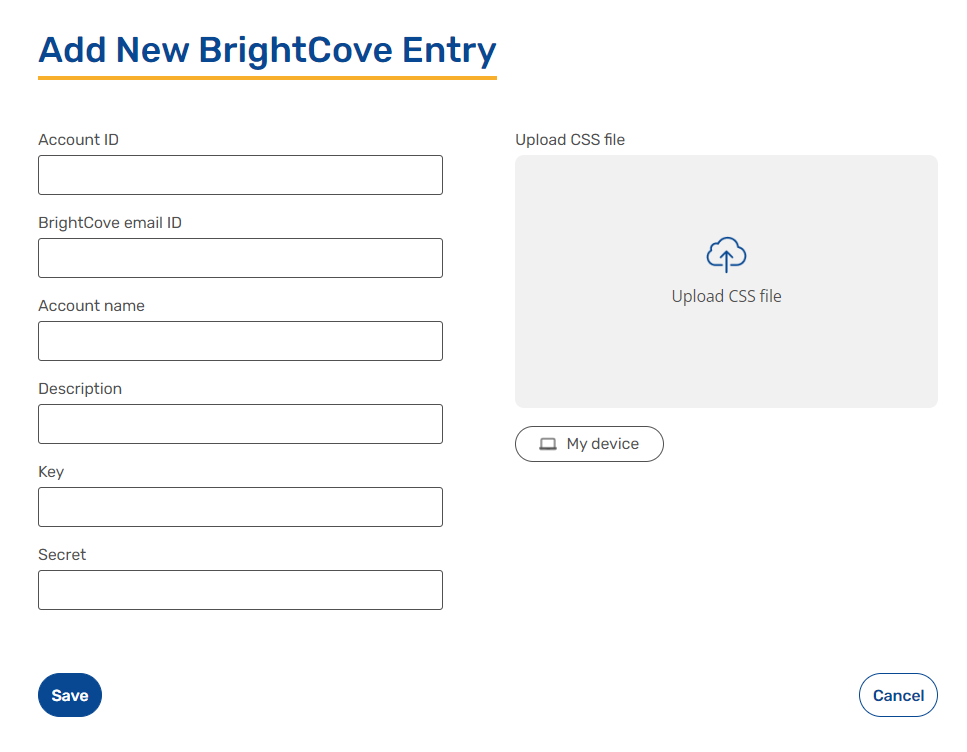 Add New BrightCove Entry
Account ID
BrightCove email ID
Account name
Description
Key
Secret
Upload CSS file
Upload CSS file
My device
Save
Cancel